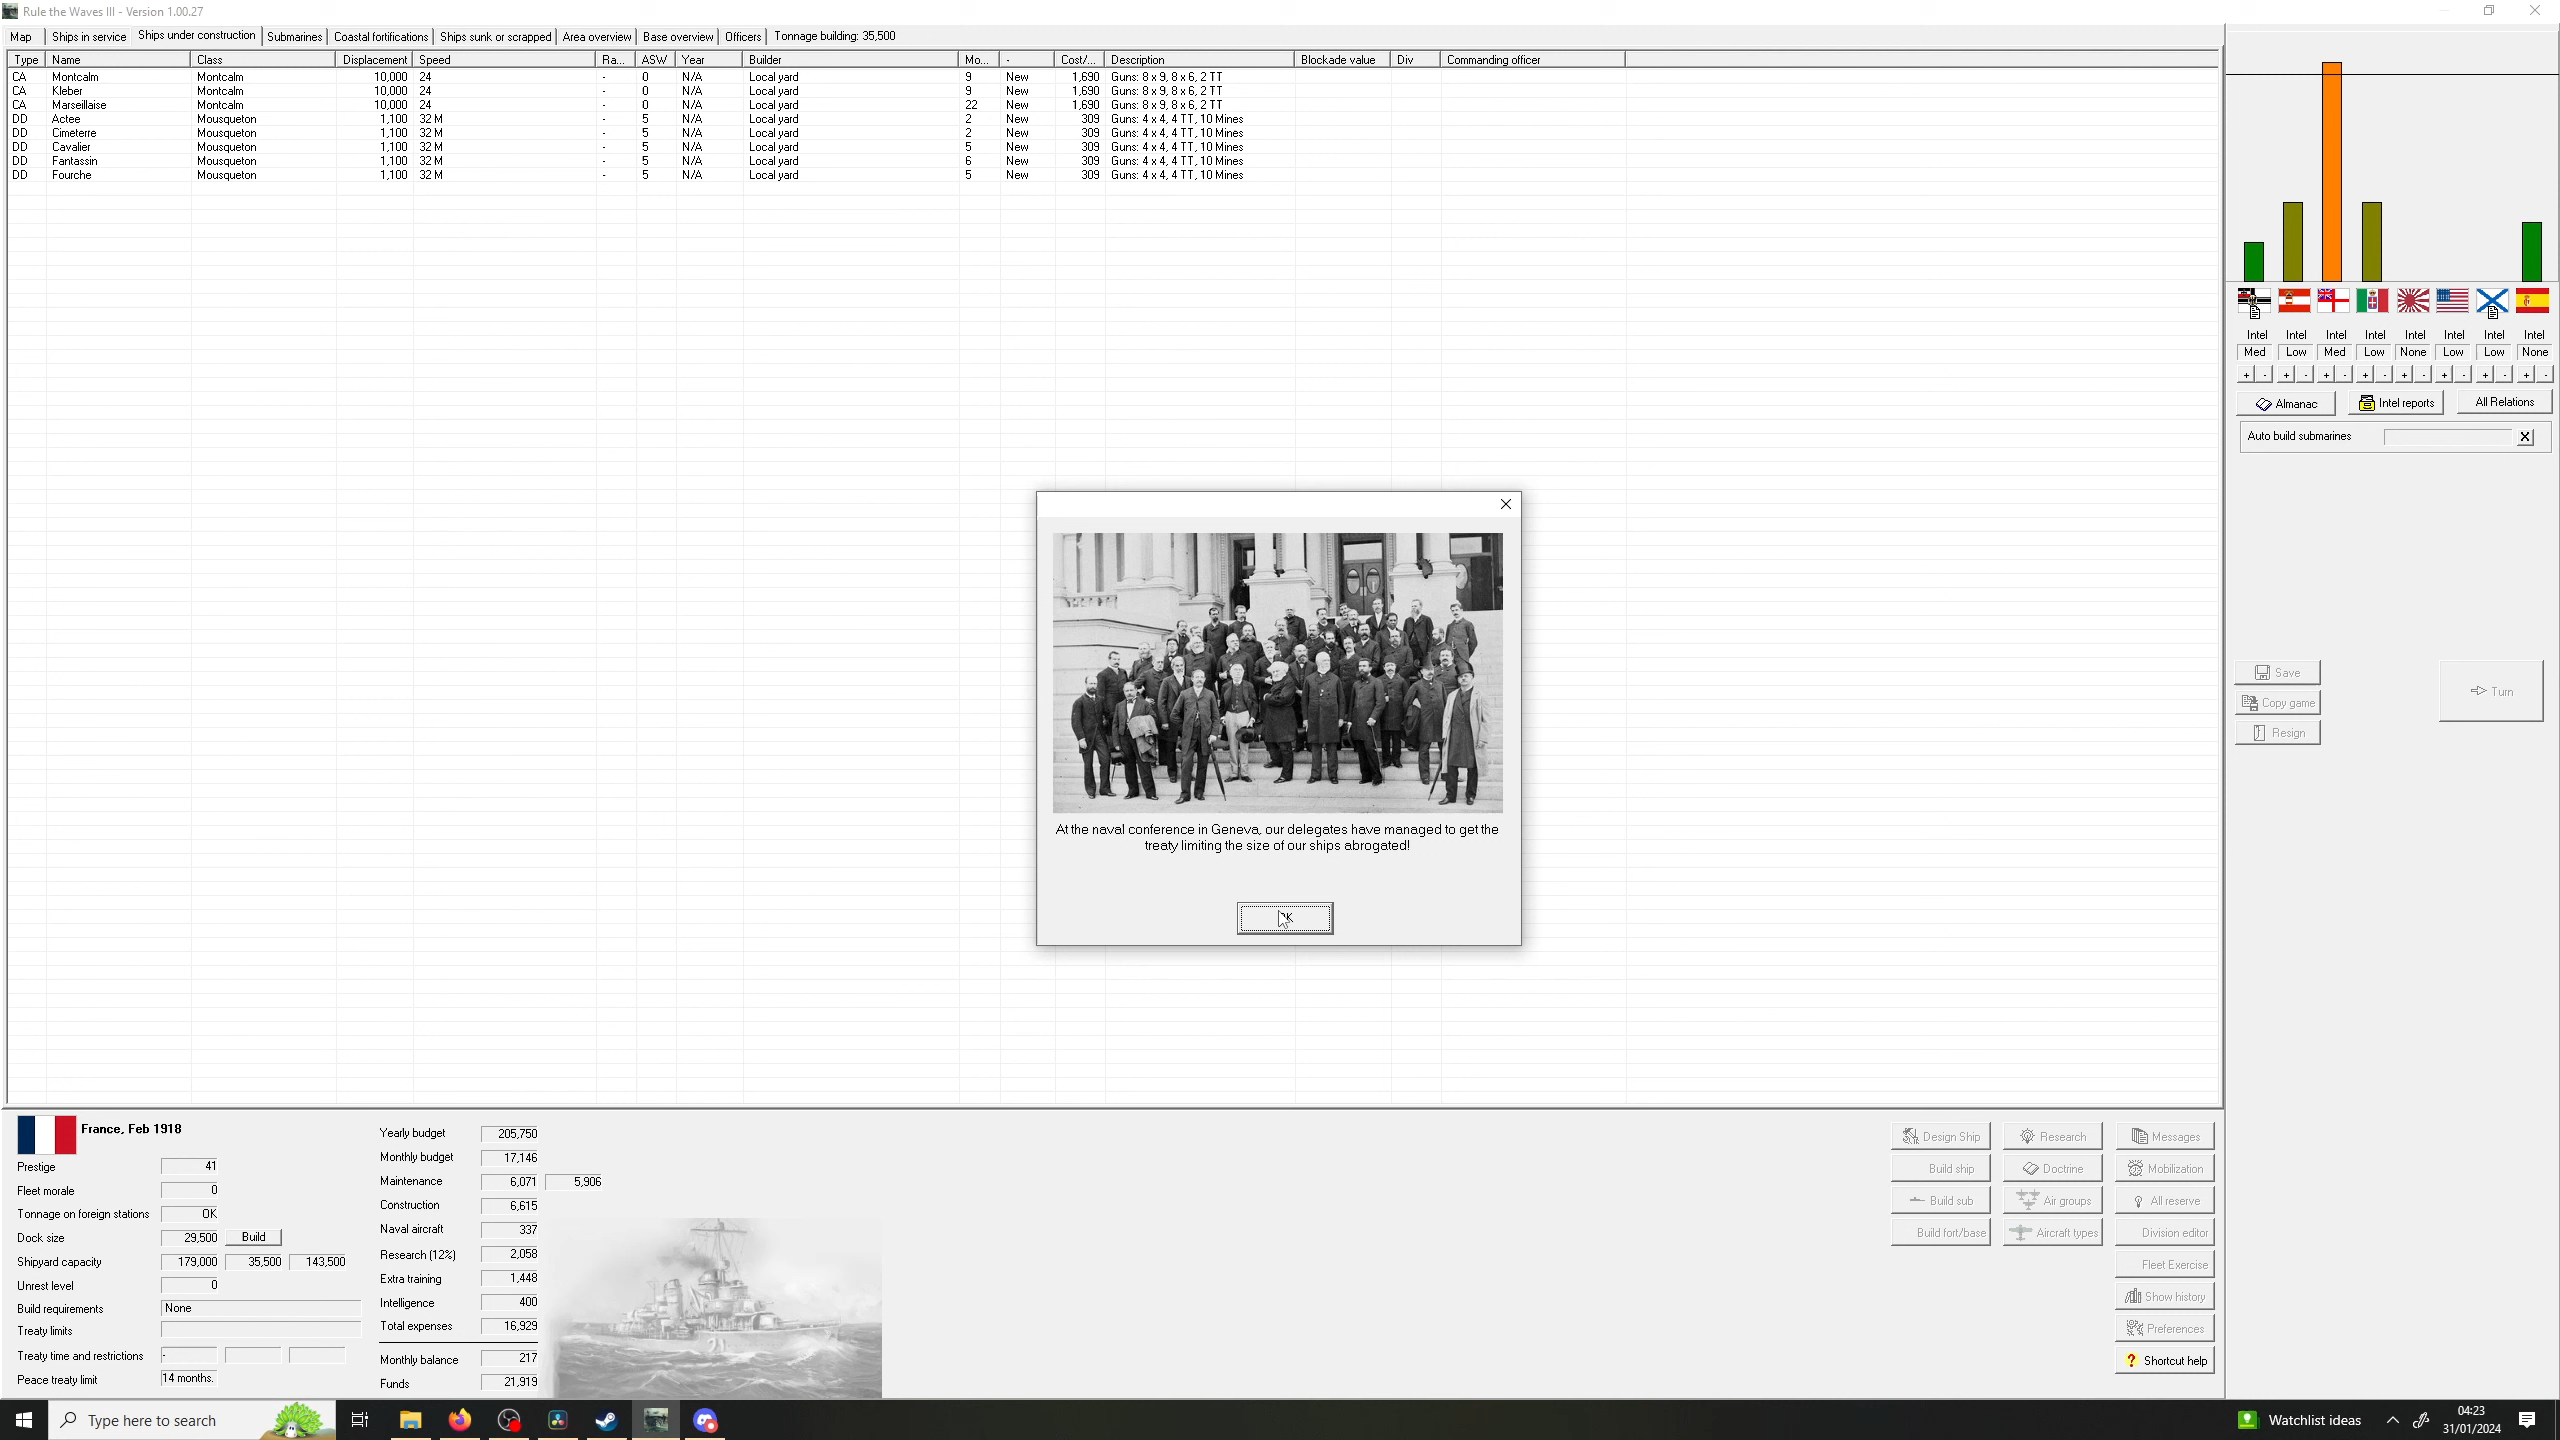 Rule the Waves III - Version 1.00.27
Map Ships in service Ships under construction Submarines Coastal fortifications Ships sunk or scrapped Area overview Base overview Officers Tonnage building: 35,500
Type Name Class Displacement Speed Ra... ASW Year Builder Mo... - Cost/... Description Blockade value Div Commanding officer
CA Montcalm Montcalm 10,000 24 - 0 N/A Local yard 9 New 1,690 Guns: 8 x 9, 8 x 6, 2 TT
CA Kleber Montcalm 10,000 24 - 0 N/A Local yard 9 New 1,690 Guns: 8 x 9, 8 x 6, 2 TT
CA Marseillaise Montcalm 10,000 24 - 0 N/A Local yard 22 New 1,690 Guns: 8 x 9, 8 x 6, 2 TT
DD Actee Mousqueton 1,100 32 M - 5 N/A Local yard 2 New 309 Guns: 4 x 4, 4 TT, 10 Mines
DD Cimeterre Mousqueton 1,100 32 M - 5 N/A Local yard 2 New 309 Guns: 4 x 4, 4 TT, 10 Mines
DD Cavalier Mousqueton 1,100 32 M - 5 N/A Local yard 5 New 309 Guns: 4 x 4, 4 TT, 10 Mines
DD Fantassin Mousqueton 1,100 32 M - 5 N/A Local yard 6 New 309 Guns: 4 x 4, 4 TT, 10 Mines
DD Fourche Mousqueton 1,100 32 M - 5 N/A Local yard 5 New 309 Guns: 4 x 4, 4 TT, 10 Mines
Intel Intel Intel Intel Intel Intel Intel Intel
Med Low Med Low None Low Low None
+ - + - + - + - + - + - + - + -
Almanac Intel reports All Relations
Auto build submarines X
Save
Copy game
Resign
Turn
At the naval conference in Geneva, our delegates have managed to get the
treaty limiting the size of our ships abrogated!
France, Feb 1918
Prestige 41
Fleet morale 0
Tonnage on foreign stations OK
Dock size 29,500 Build
Shipyard capacity 179,000 35,500 143,500
Unrest level 0
Build requirements None
Treaty limits
Treaty time and restrictions -
Peace treaty limit 14 months.
Yearly budget 205,750
Monthly budget 17,146
Maintenance 6,071 5,906
Construction 6,615
Naval aircraft 337
Research (12%) 2,058
Extra training 1,448
Intelligence 400
Total expenses 16,929
Monthly balance 217
Funds 21,919
Design Ship Research Messages
Build ship Doctrine Mobilization
Build sub Air groups All reserve
Build fort/base Aircraft types Division editor
Fleet Exercise
Show history
Preferences
? Shortcut help
Type here to search
Watchlist ideas
04:23
31/01/2024